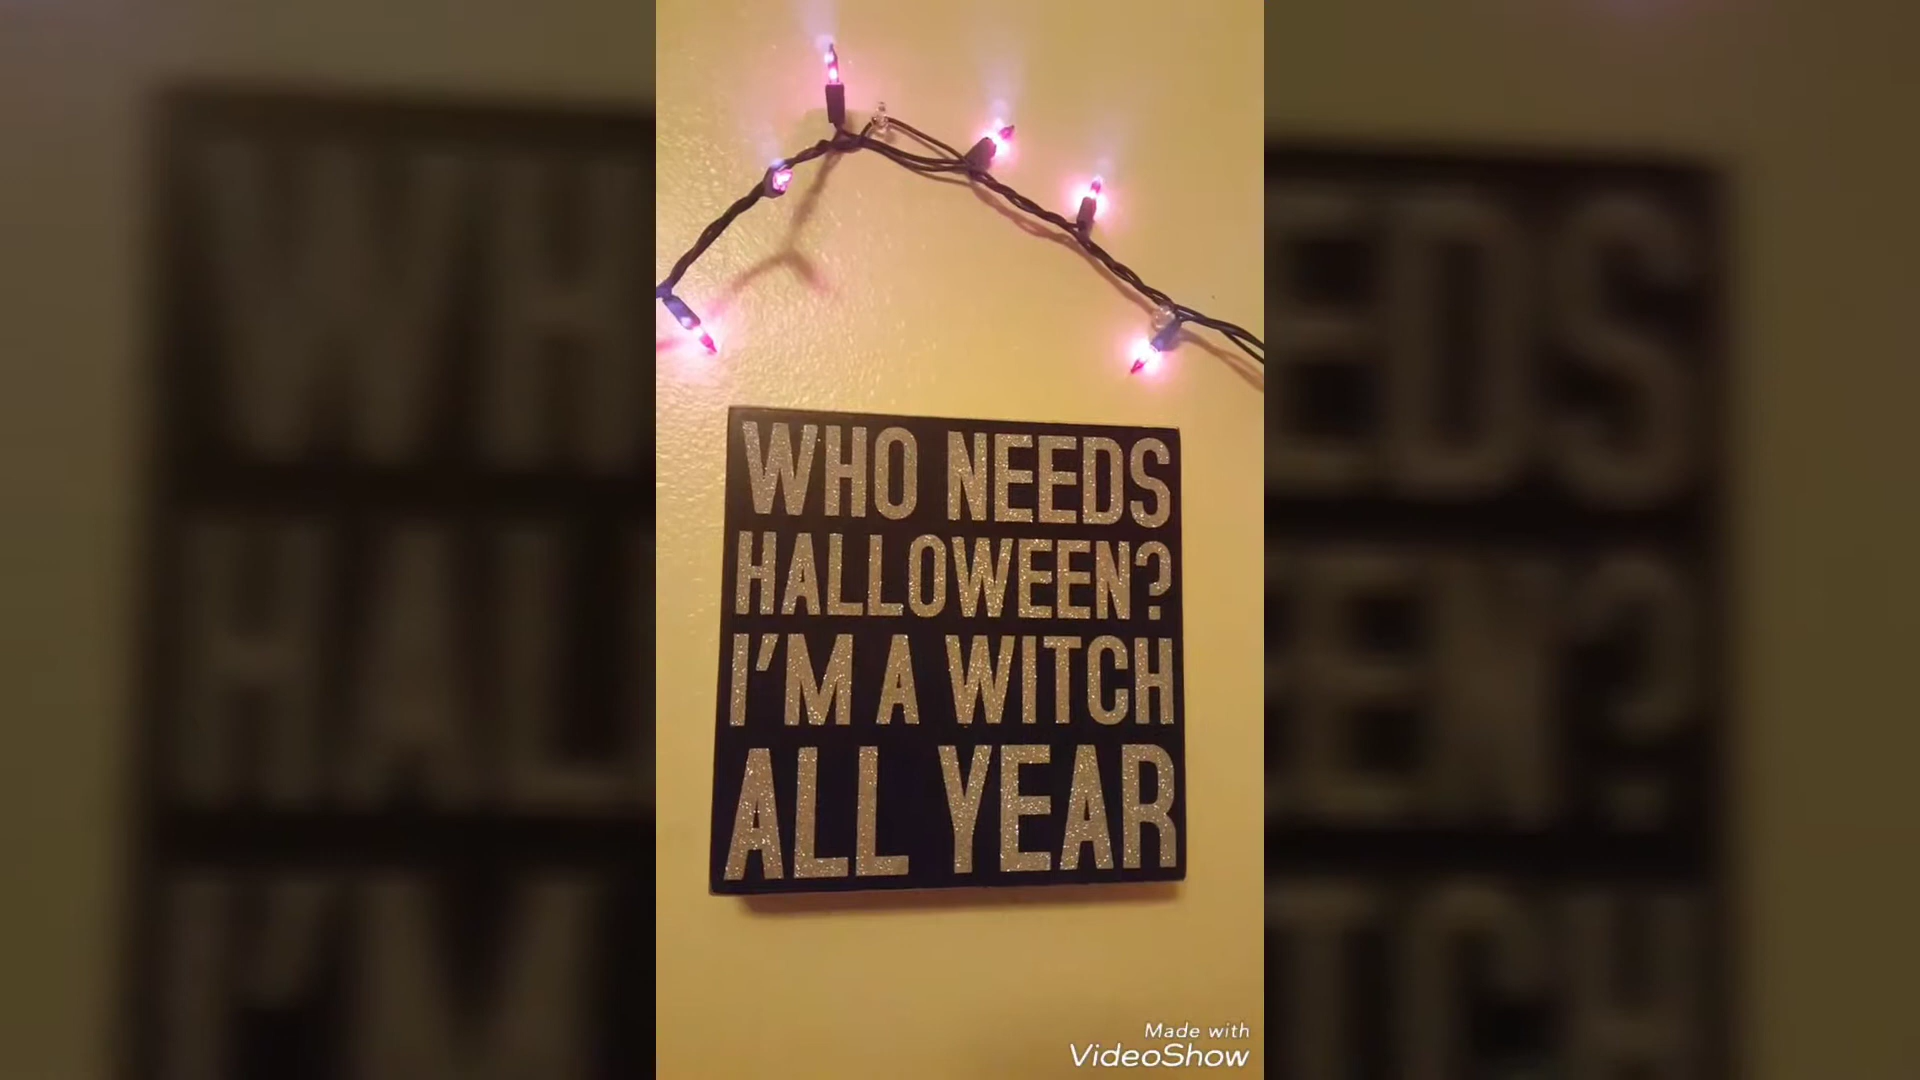 WHO NEEDS
HALLOWEEN?
I'M A WITCH
ALL YEAR
Made with
VideoShow